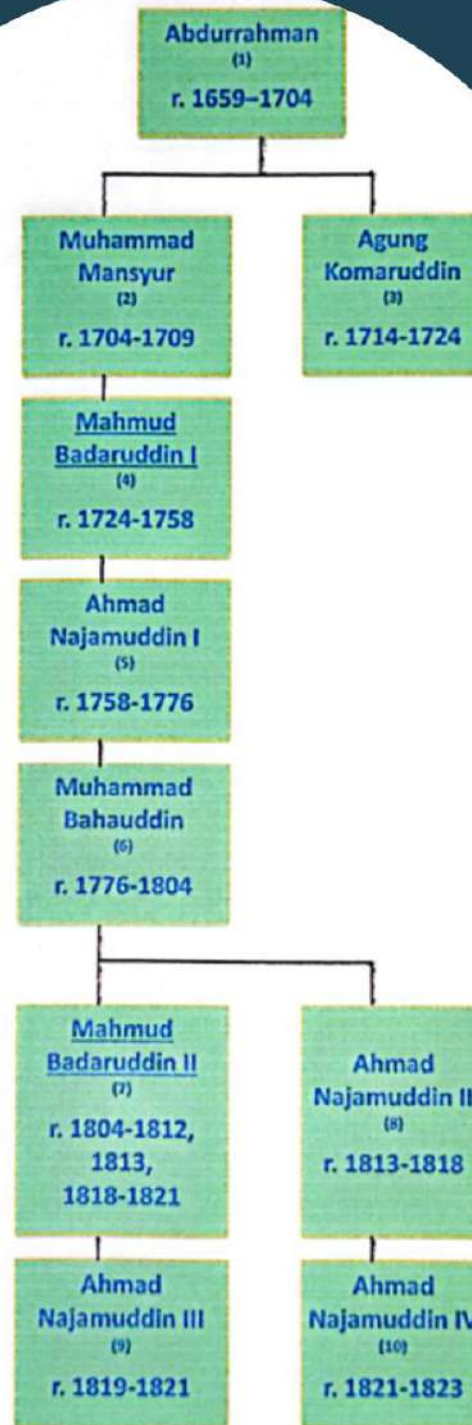 Abdurrahman
(1)
r. 1659–1704
Muhammad
Mansyur
(2)
r. 1704-1709
Agung
Komaruddin
(3)
r. 1714-1724
Mahmud
Badaruddin I
(4)
r. 1724-1758
Ahmad
Najamuddin I
(5)
r. 1758-1776
Muhammad
Bahauddin
(6)
r. 1776-1804
Mahmud
Badaruddin II
(7)
r. 1804-1812,
1813,
1818-1821
Ahmad
Najamuddin II
(8)
r. 1813-1818
Ahmad
Najamuddin III
(9)
r. 1819-1821
Ahmad
Najamuddin IV
(10)
r. 1821-1823